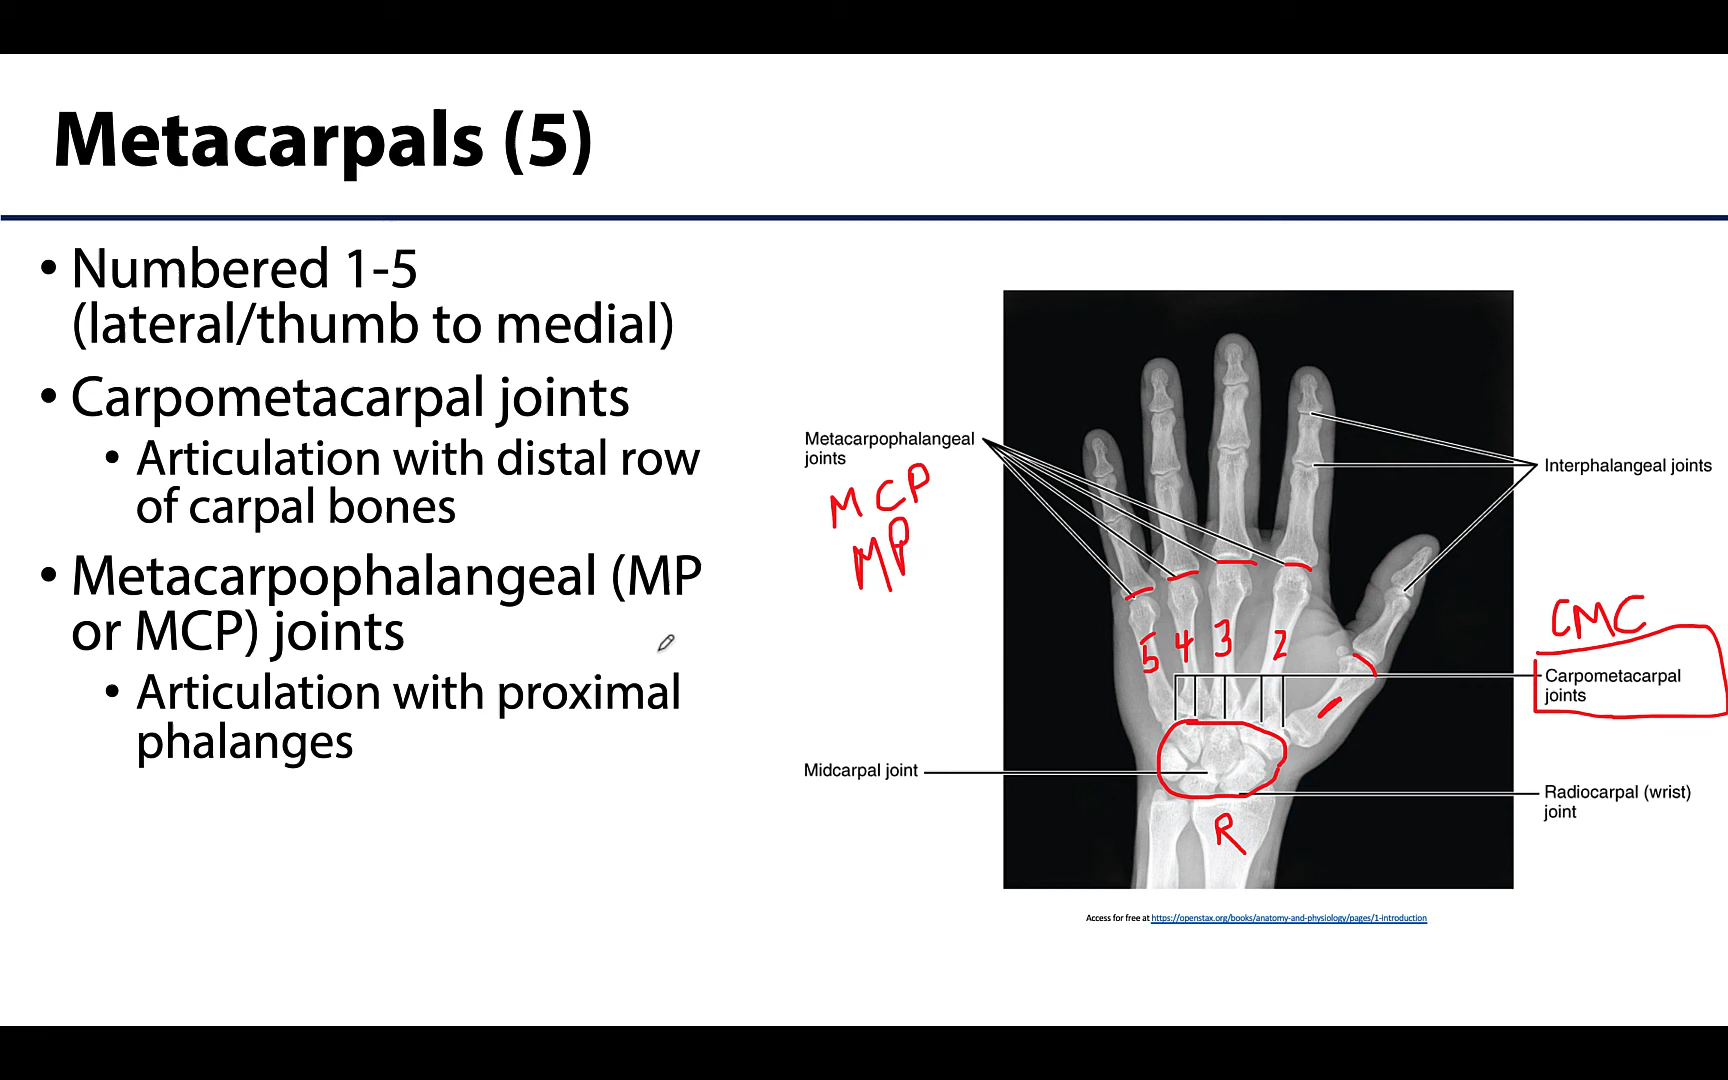 Metacarpals (5)
• Numbered 1-5
(lateral/thumb to medial)
• Carpometacarpal joints
• Articulation with distal row
of carpal bones
• Metacarpophalangeal (MP
or MCP) joints
• Articulation with proximal
phalanges
Metacarpophalangeal
joints
MCP
MP
Interphalangeal joints
CMC
Carpometacarpal
joints
5 4 3 2 1
Midcarpal joint
Radiocarpal (wrist)
joint
R
Access for free at https://openstax.org/books/anatomy-and-physiology/pages/1-introduction